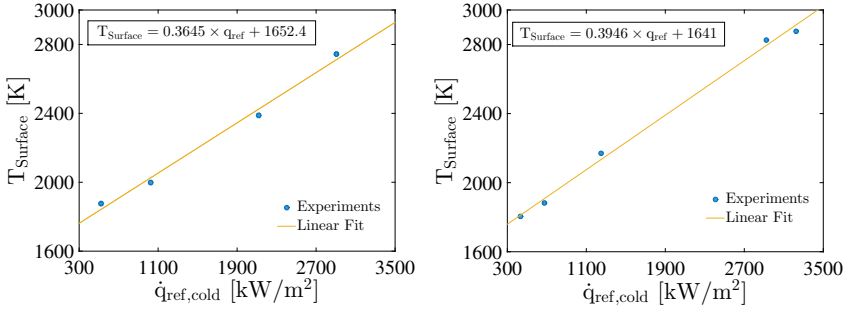 3000
2800
2400
2000
1600
T_Surface [K]
T_Surface = 0.3645 × q_ref + 1652.4
Experiments
Linear Fit
300 1100 1900 2700 3500
q̇_ref,cold [kW/m²]
3000
2800
2400
2000
1600
T_Surface [K]
T_Surface = 0.3946 × q_ref + 1641
Experiments
Linear Fit
300 1100 1900 2700 3500
q̇_ref,cold [kW/m²]